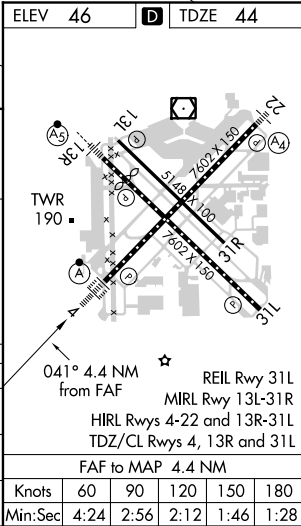 ELEV 46 D TDZE 44
A5
13R
13L
22
P
P
A4
7602 X 150
5148 X 100
P
TWR
190
7602 X 150
31R
A
P
P
31L
4
041° 4.4 NM
from FAF
REIL Rwy 31L
MIRL Rwy 13L-31R
HIRL Rwys 4-22 and 13R-31L
TDZ/CL Rwys 4, 13R and 31L
FAF to MAP 4.4 NM
Knots 60 90 120 150 180
Min:Sec 4:24 2:56 2:12 1:46 1:28